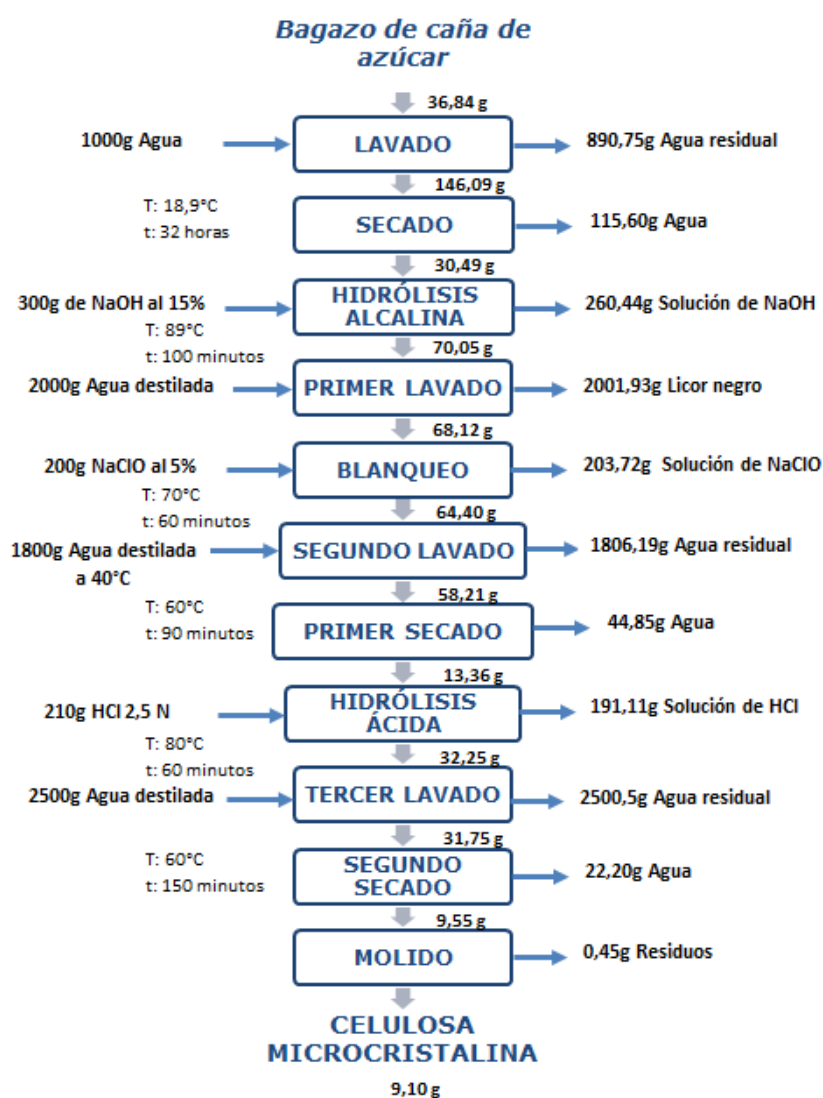 Bagazo de caña de
azúcar
36,84 g
1000g Agua
LAVADO
890,75g Agua residual
146,09 g
T: 18,9°C
t: 32 horas
SECADO
115,60g Agua
30,49 g
300g de NaOH al 15%
T: 89°C
t: 100 minutos
HIDRÓLISIS
ALCALINA
260,44g Solución de NaOH
70,05 g
2000g Agua destilada
PRIMER LAVADO
2001,93g Licor negro
68,12 g
200g NaClO al 5%
T: 70°C
t: 60 minutos
BLANQUEO
203,72g Solución de NaClO
64,40 g
1800g Agua destilada
a 40°C
SEGUNDO LAVADO
1806,19g Agua residual
58,21 g
T: 60°C
t: 90 minutos
PRIMER SECADO
44,85g Agua
13,36 g
210g HCl 2,5 N
T: 80°C
t: 60 minutos
HIDRÓLISIS
ÁCIDA
191,11g Solución de HCl
32,25 g
2500g Agua destilada
TERCER LAVADO
2500,5g Agua residual
31,75 g
T: 60°C
t: 150 minutos
SEGUNDO
SECADO
22,20g Agua
9,55 g
MOLIDO
0,45g Residuos
CELULOSA
MICROCRISTALINA
9,10 g